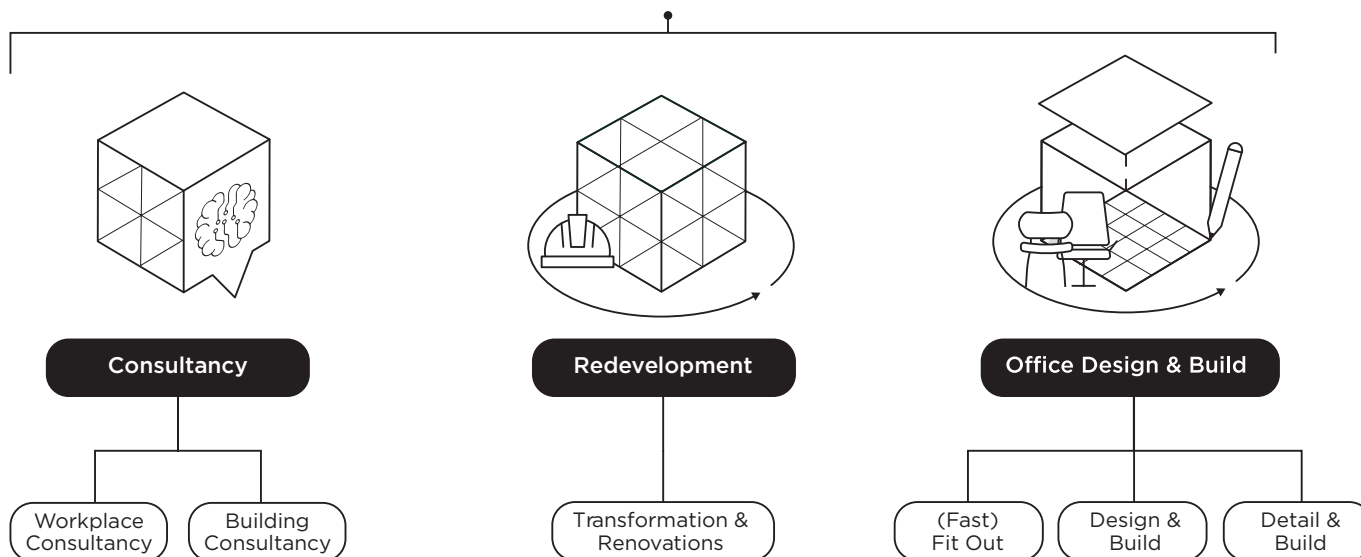 Consultancy
Redevelopment
Office Design & Build
Workplace
Consultancy
Building
Consultancy
Transformation &
Renovations
(Fast)
Fit Out
Design &
Build
Detail &
Build